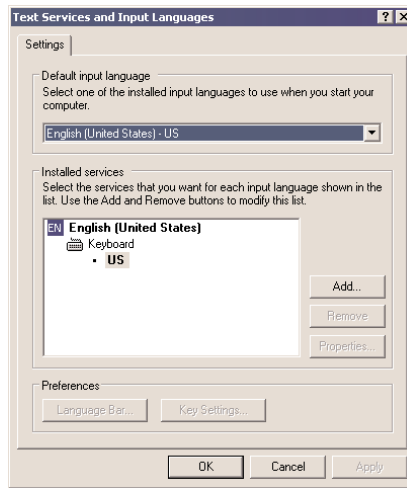 Text Services and Input Languages
Settings
Default input language
Select one of the installed input languages to use when you start your
computer.
English (United States) - US
Installed services
Select the services that you want for each input language shown in the
list. Use the Add and Remove buttons to modify this list.
EN English (United States)
Keyboard
• US
Add...
Remove
Properties...
Preferences
Language Bar...
Key Settings...
OK Cancel Apply